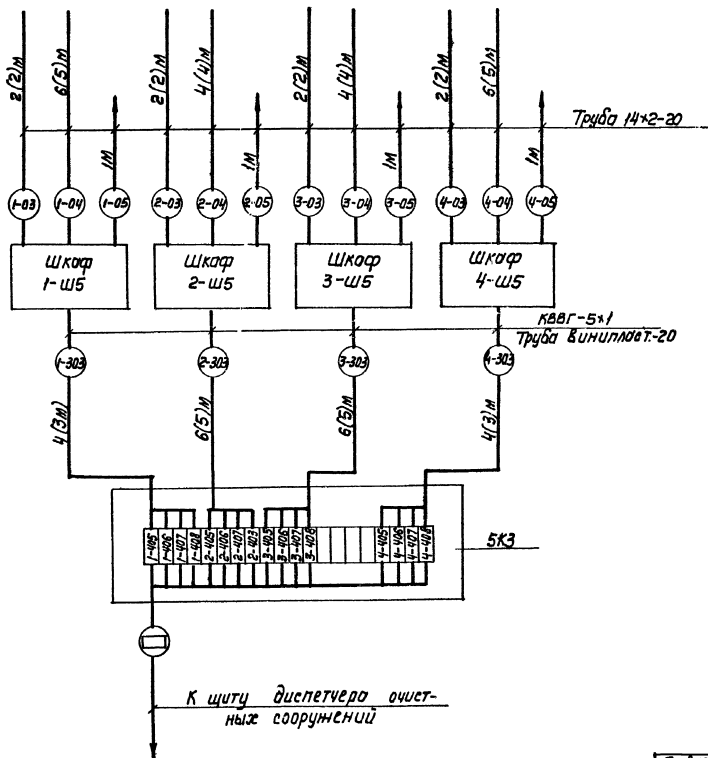 2(2)м 6(5)м 2(2)м 4(4)м 2(2)м 4(4)м 2(2)м 6(5)м
Труба 14×2-20
1м 1м 1м 1м
1-03 1-04 1-05 2-03 2-04 2-05 3-03 3-04 3-05 4-03 4-04 4-05
Шкаф
1-Ш5
Шкаф
2-Ш5
Шкаф
3-Ш5
Шкаф
4-Ш5
КВВГ-5×1
Труба винипласт.-20
1-303 2-303 3-303 4-303
4(3м) 6(5)м 6(5)м 4(3)м
1-405 1-406 1-407 1-408 2-405 2-406 2-407 2-403 3-405 3-406 3-407 3-408 4-405 4-406 4-407 4-408
5К3
К щиту диспетчера очист-
ных сооружений